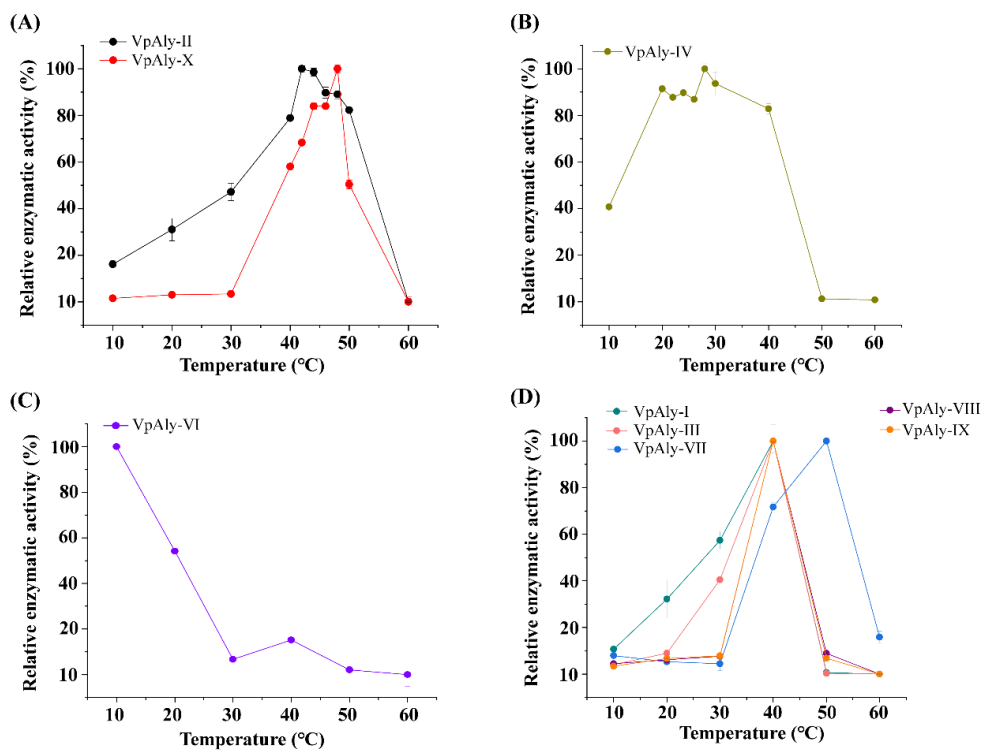 (A)
VpAly-II
VpAly-X
Relative enzymatic activity (%)
100
80
60
40
20
10
10 20 30 40 50 60
Temperature (°C)
(B)
VpAly-IV
Relative enzymatic activity (%)
100
80
60
40
20
10
10 20 30 40 50 60
Temperature (°C)
(C)
VpAly-VI
Relative enzymatic activity (%)
100
80
60
40
20
10
10 20 30 40 50 60
Temperature (°C)
(D)
VpAly-I
VpAly-III
VpAly-VII
VpAly-VIII
VpAly-IX
Relative enzymatic activity (%)
100
80
60
40
20
10
10 20 30 40 50 60
Temperature (°C)